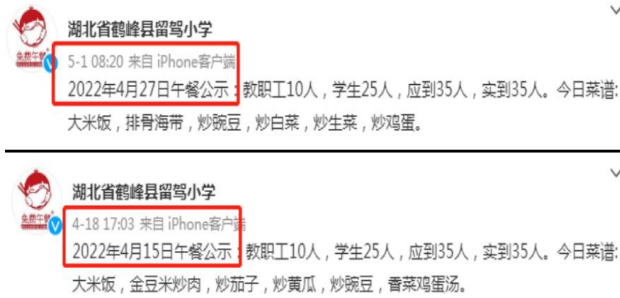 湖北省鹤峰县留驾小学
5-1 08:20 来自 iPhone客户端
2022年4月27日午餐公示：教职工10人，学生25人，应到35人，实到35人。今日菜谱：
大米饭，排骨海带，炒豌豆，炒白菜，炒生菜，炒鸡蛋。
免费午餐
湖北省鹤峰县留驾小学
4-18 17:03 来自 iPhone客户端
2022年4月15日午餐公示：教职工10人，学生25人，应到35人，实到35人。今日菜谱：
大米饭，金豆米炒肉，炒茄子，炒黄瓜，炒豌豆，香菜鸡蛋汤。
免费午餐